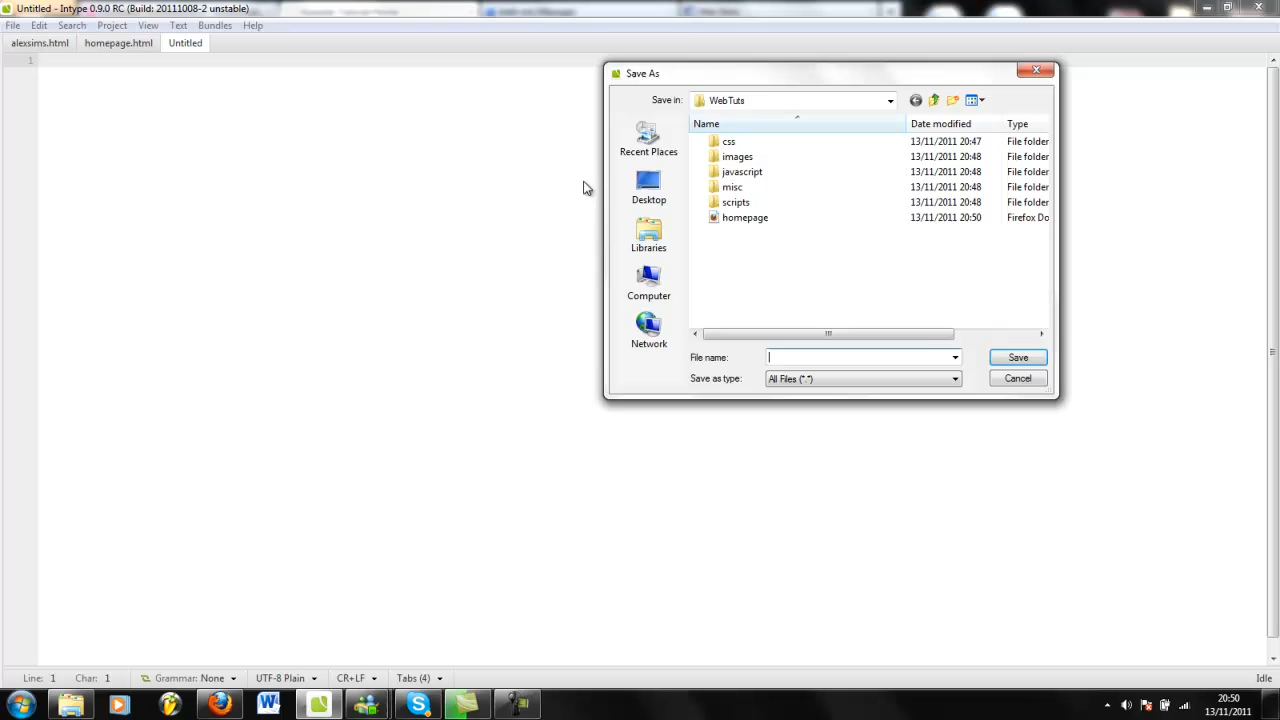 Untitled - Intype 0.9.0 RC (Build: 20111008-2 unstable)
File Edit Search Project View Text Bundles Help
alexsims.html homepage.html Untitled
1
Save As
Save in: WebTuts
Name Date modified Type
css 13/11/2011 20:47 File folder
images 13/11/2011 20:48 File folder
javascript 13/11/2011 20:48 File folder
misc 13/11/2011 20:48 File folder
scripts 13/11/2011 20:48 File folder
homepage 13/11/2011 20:50 Firefox Do
Recent Places
Desktop
Libraries
Computer
Network
File name: Save
Save as type: All Files (*.*) Cancel
Line: 1 Char: 1 Grammar: None UTF-8 Plain CR+LF Tabs (4) Idle
20:50
13/11/2011